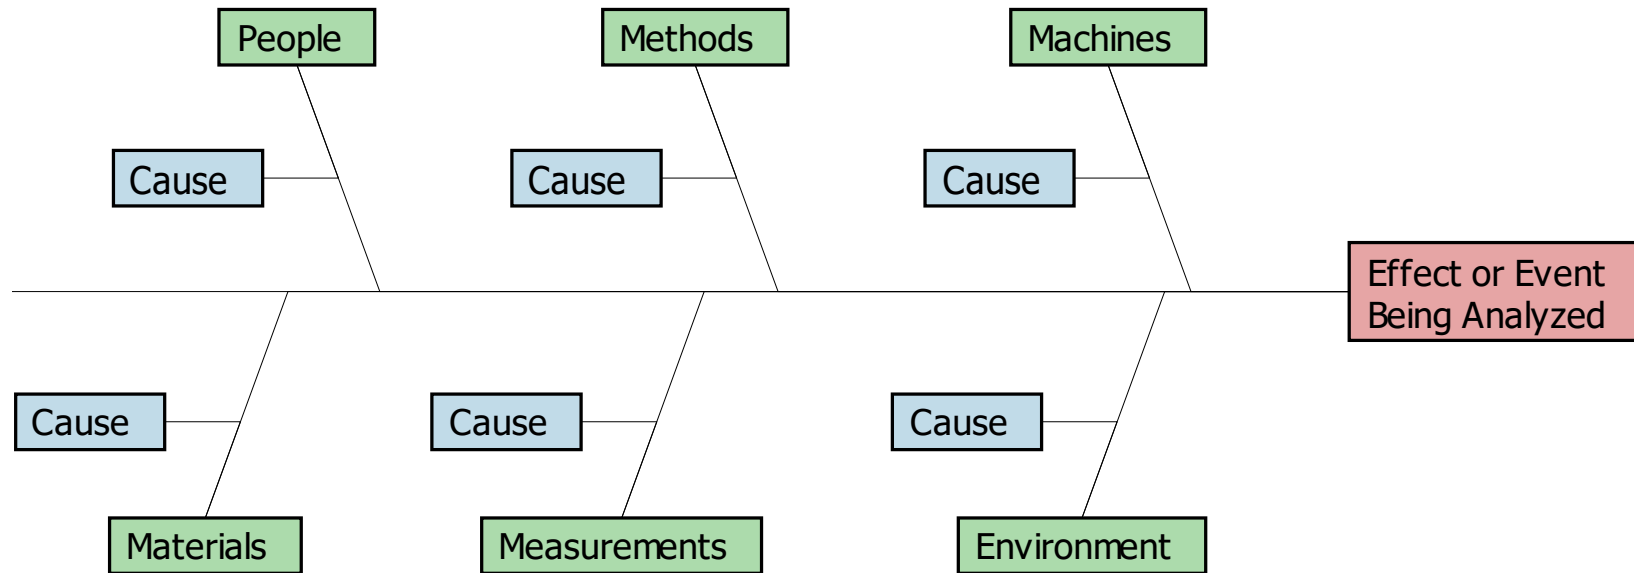 People
Methods
Machines
Cause
Cause
Cause
Effect or Event
Being Analyzed
Cause
Cause
Cause
Materials
Measurements
Environment